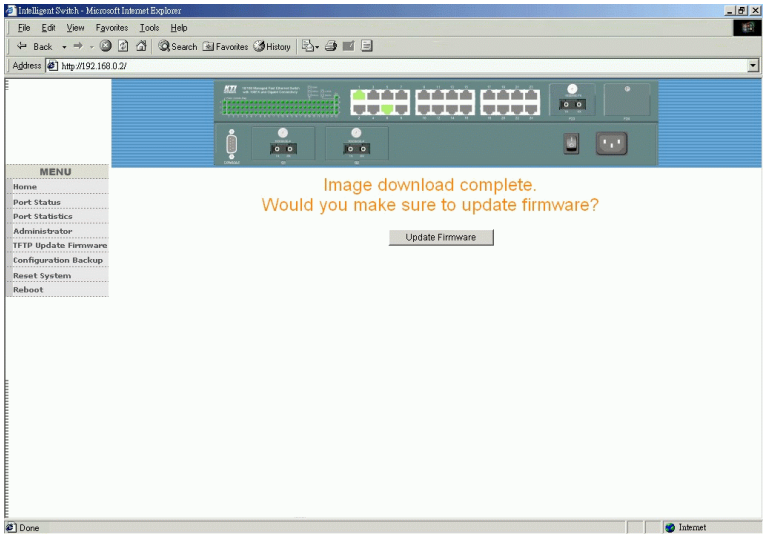 Intelligent Switch - Microsoft Internet Explorer
File Edit View Favorites Tools Help
Back Search Favorites History
Address http://192.168.0.2/
MENU
Home
Port Status
Port Statistics
Administrator
TFTP Update Firmware
Configuration Backup
Reset System
Reboot
KTI
CONSOLE
Image download complete.
Would you make sure to update firmware?
Update Firmware
Done
Internet